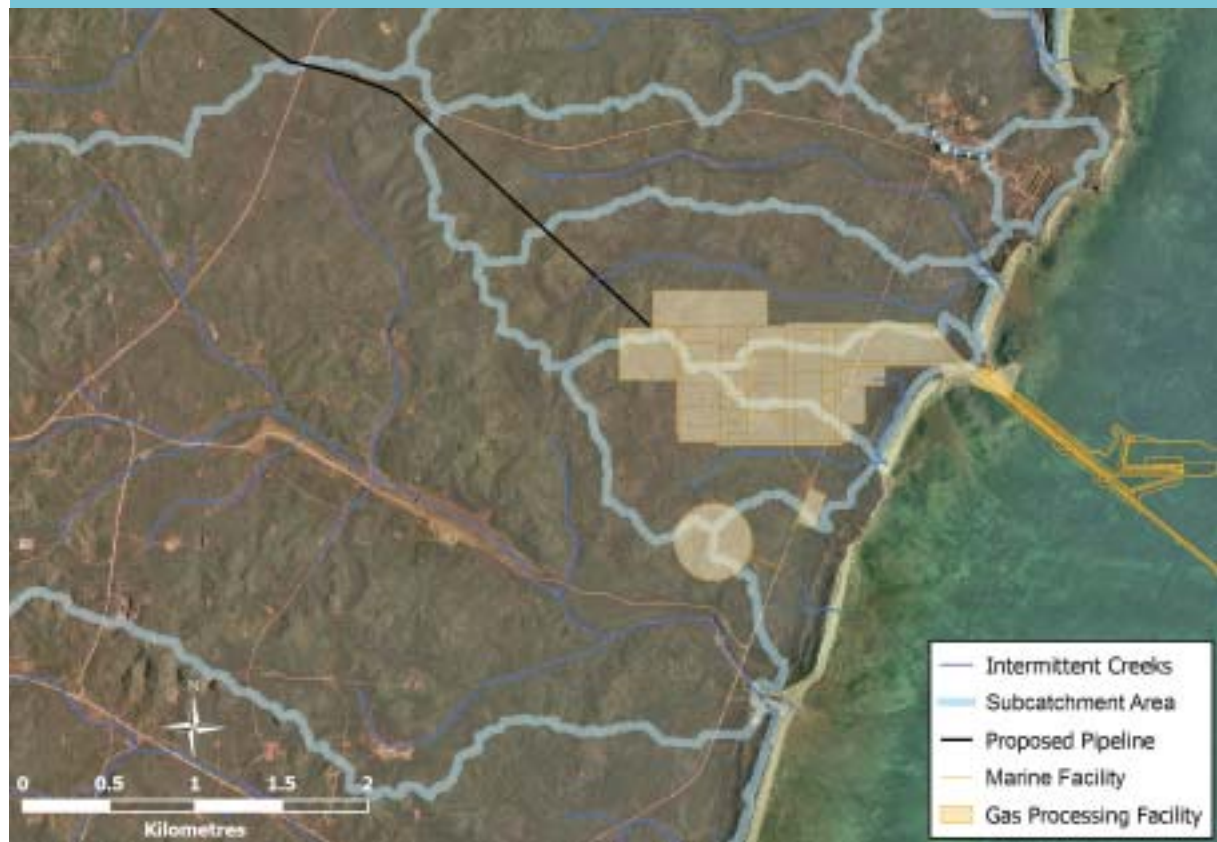 N
0 0.5 1 1.5 2
Kilometres
Intermittent Creeks
Subcatchment Area
Proposed Pipeline
Marine Facility
Gas Processing Facility